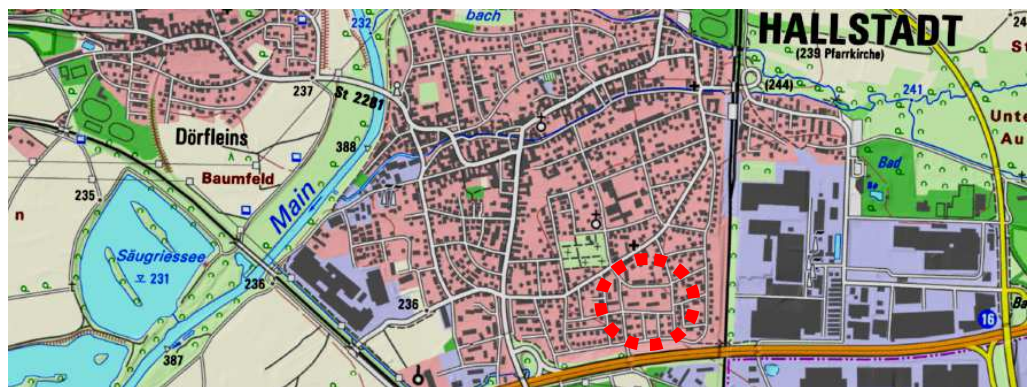 232
bach
HALLSTADT
(239 Pfarrkirche)
237
St 2281
(244)
241
Unte
Au
Dörfleins
388
Baumfeld
Bad
235
n
Main
Säugriessee
231
236
236
16
387